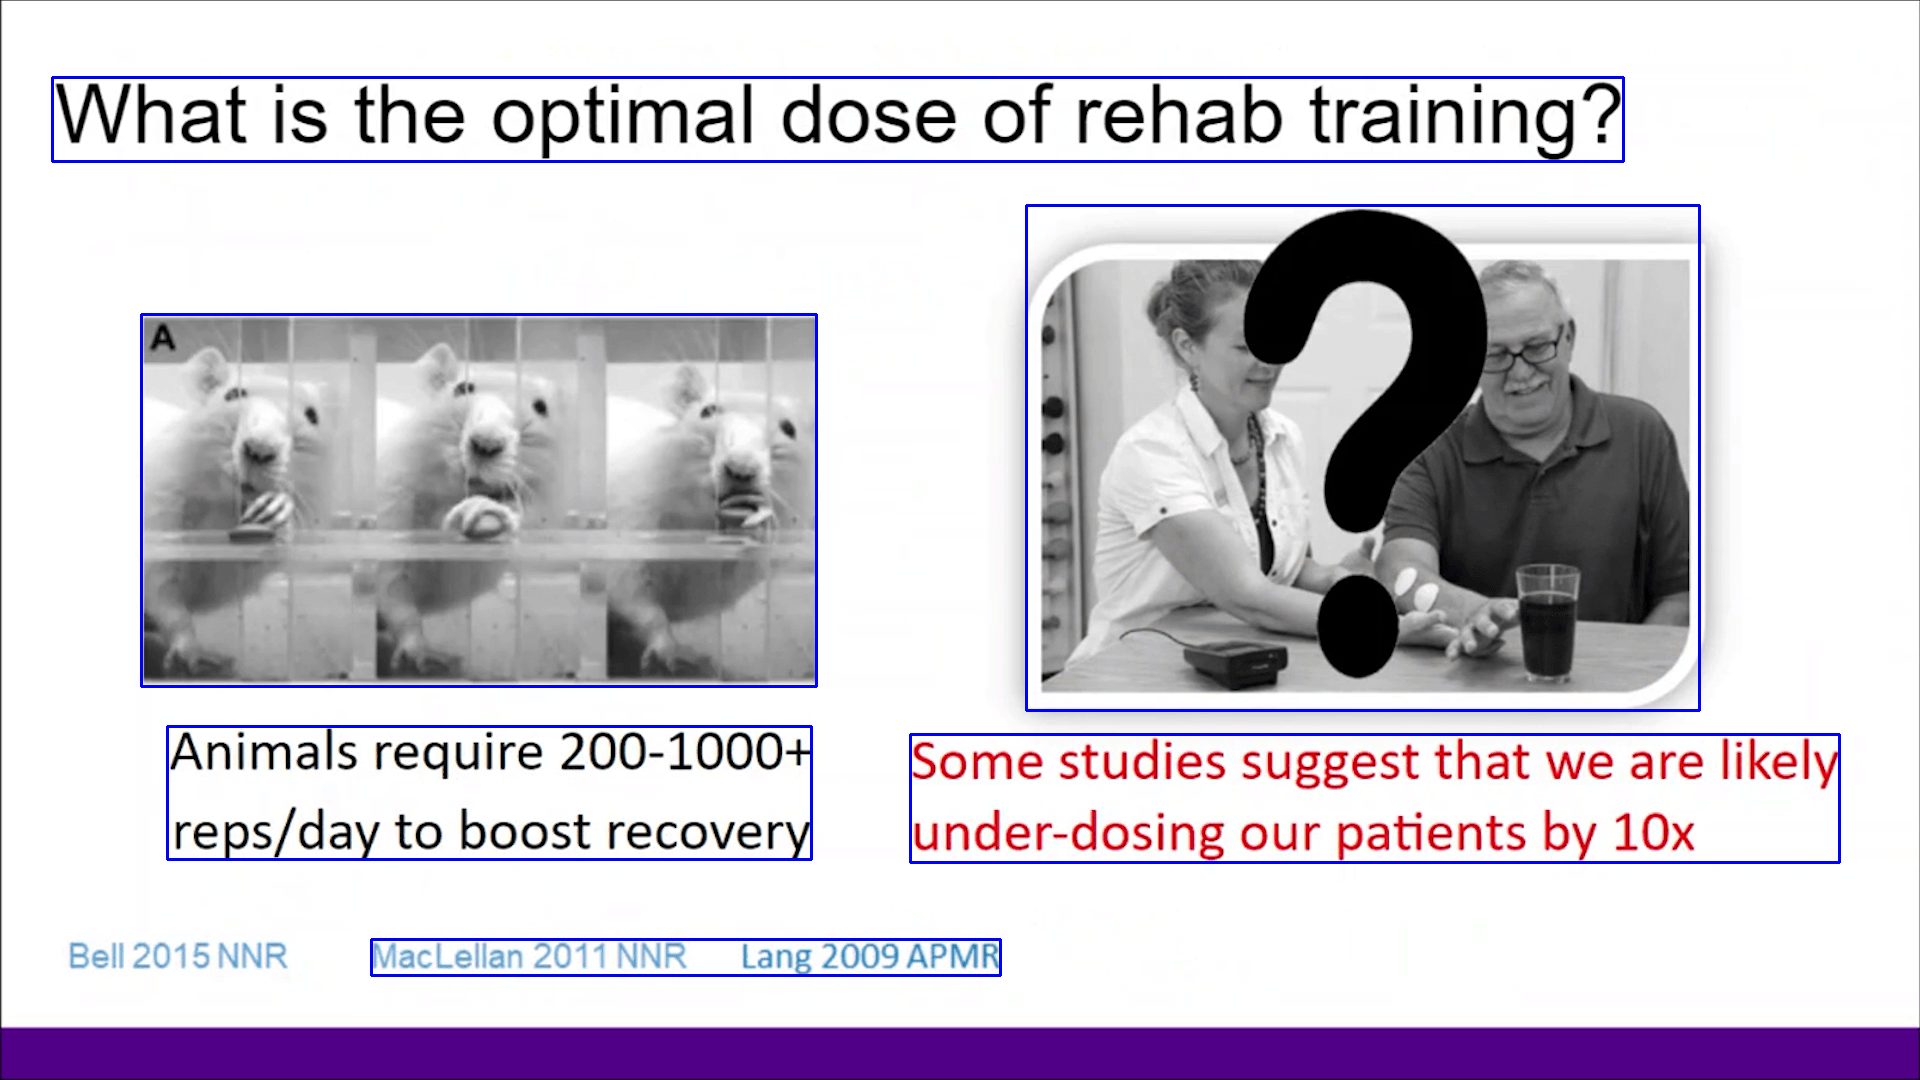 What is the optimal dose of rehab training?
A
Animals require 200-1000+
reps/day to boost recovery
Some studies suggest that we are likely
under-dosing our patients by 10x
Bell 2015 NNR MacLellan 2011 NNR Lang 2009 APMR